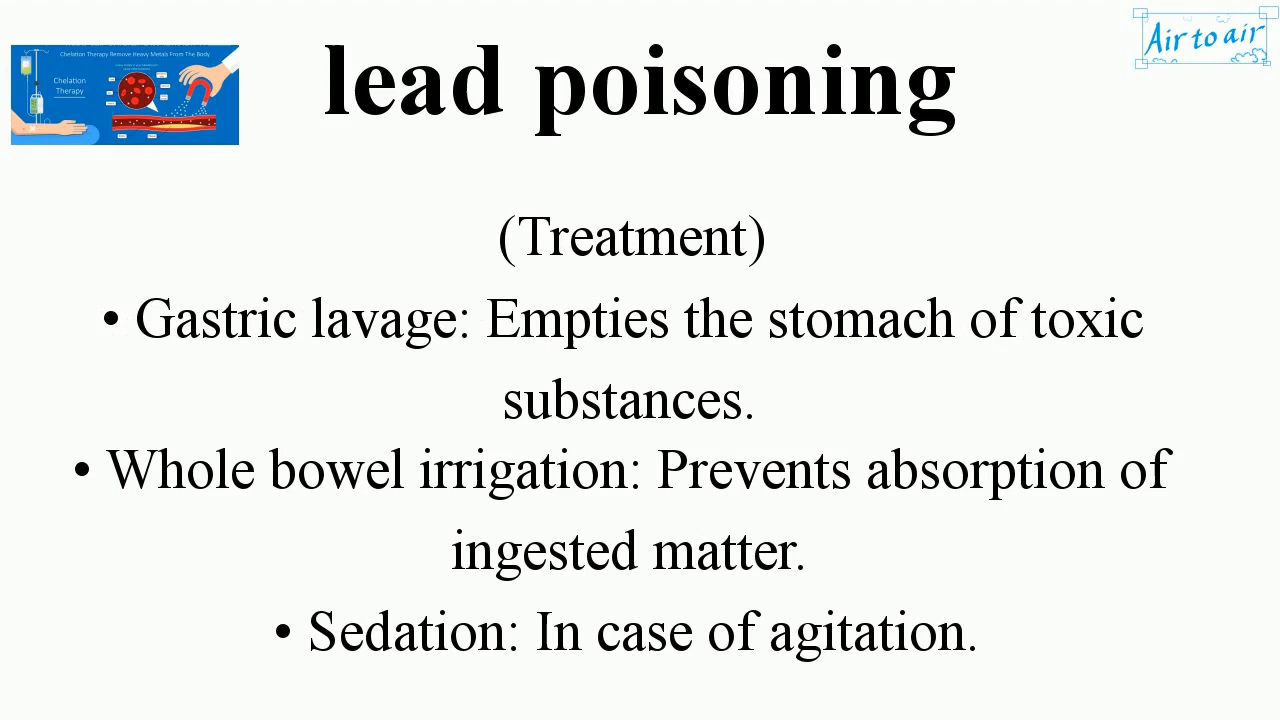 Chelation Therapy Remove Heavy Metals From The Body
Chelation
Therapy
lead poisoning
Air to air
(Treatment)
• Gastric lavage: Empties the stomach of toxic
substances.
• Whole bowel irrigation: Prevents absorption of
ingested matter.
• Sedation: In case of agitation.